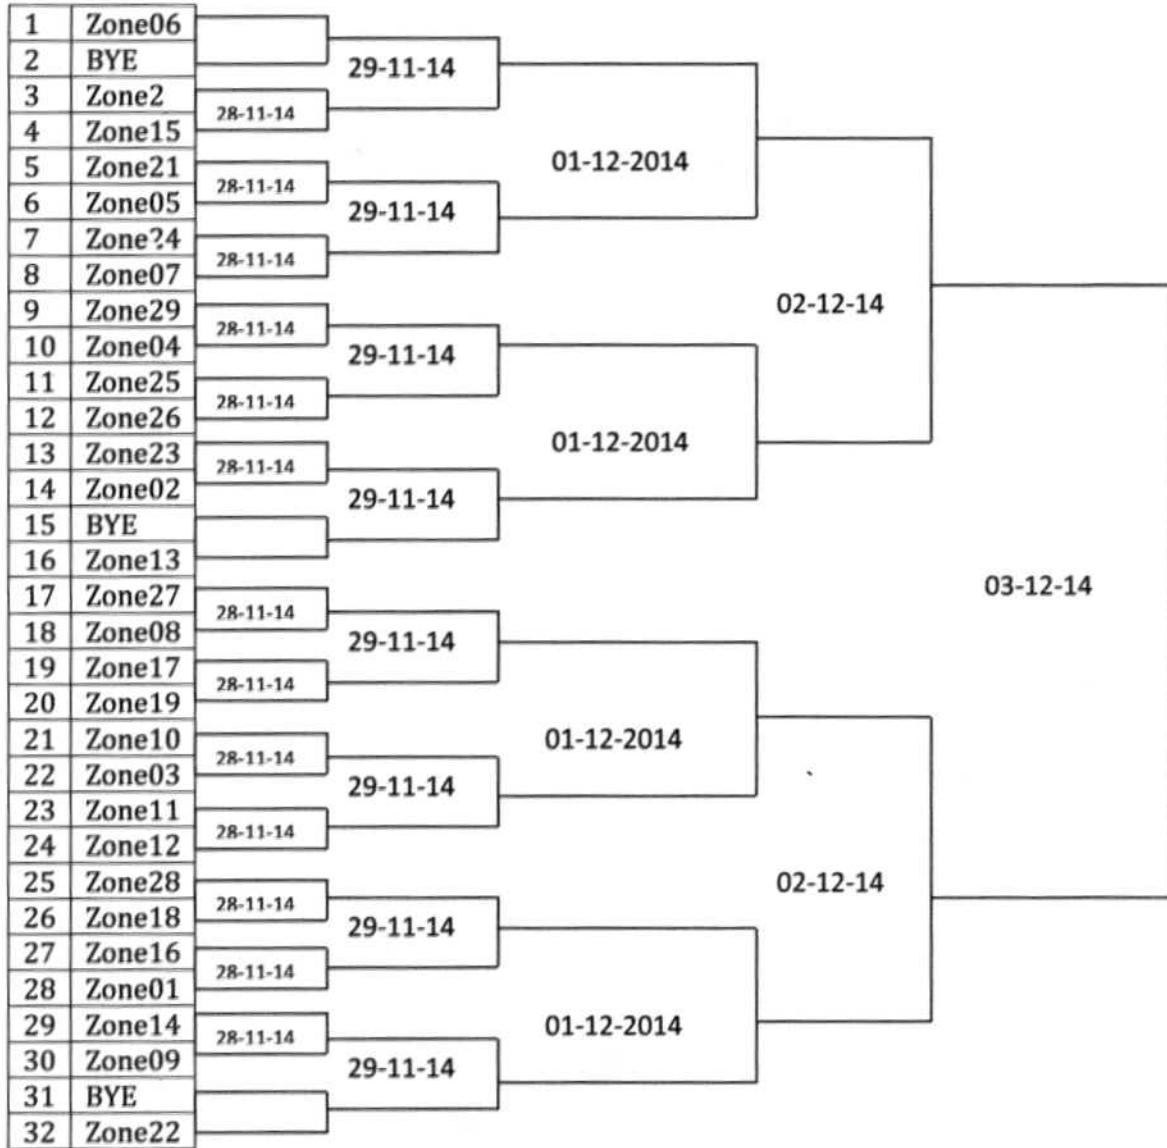 1 Zone06
2 BYE
29-11-14
3 Zone2
28-11-14
4 Zone15
5 Zone21
01-12-2014
28-11-14
6 Zone05
29-11-14
7 Zone24
28-11-14
8 Zone07
9 Zone29
02-12-14
28-11-14
10 Zone04
29-11-14
11 Zone25
28-11-14
12 Zone26
01-12-2014
13 Zone23
28-11-14
14 Zone02
29-11-14
15 BYE
16 Zone13
03-12-14
17 Zone27
28-11-14
18 Zone08
29-11-14
19 Zone17
28-11-14
20 Zone19
21 Zone10
01-12-2014
28-11-14
22 Zone03
29-11-14
23 Zone11
28-11-14
24 Zone12
25 Zone28
02-12-14
28-11-14
26 Zone18
29-11-14
27 Zone16
28-11-14
28 Zone01
29 Zone14
01-12-2014
28-11-14
30 Zone09
29-11-14
31 BYE
32 Zone22